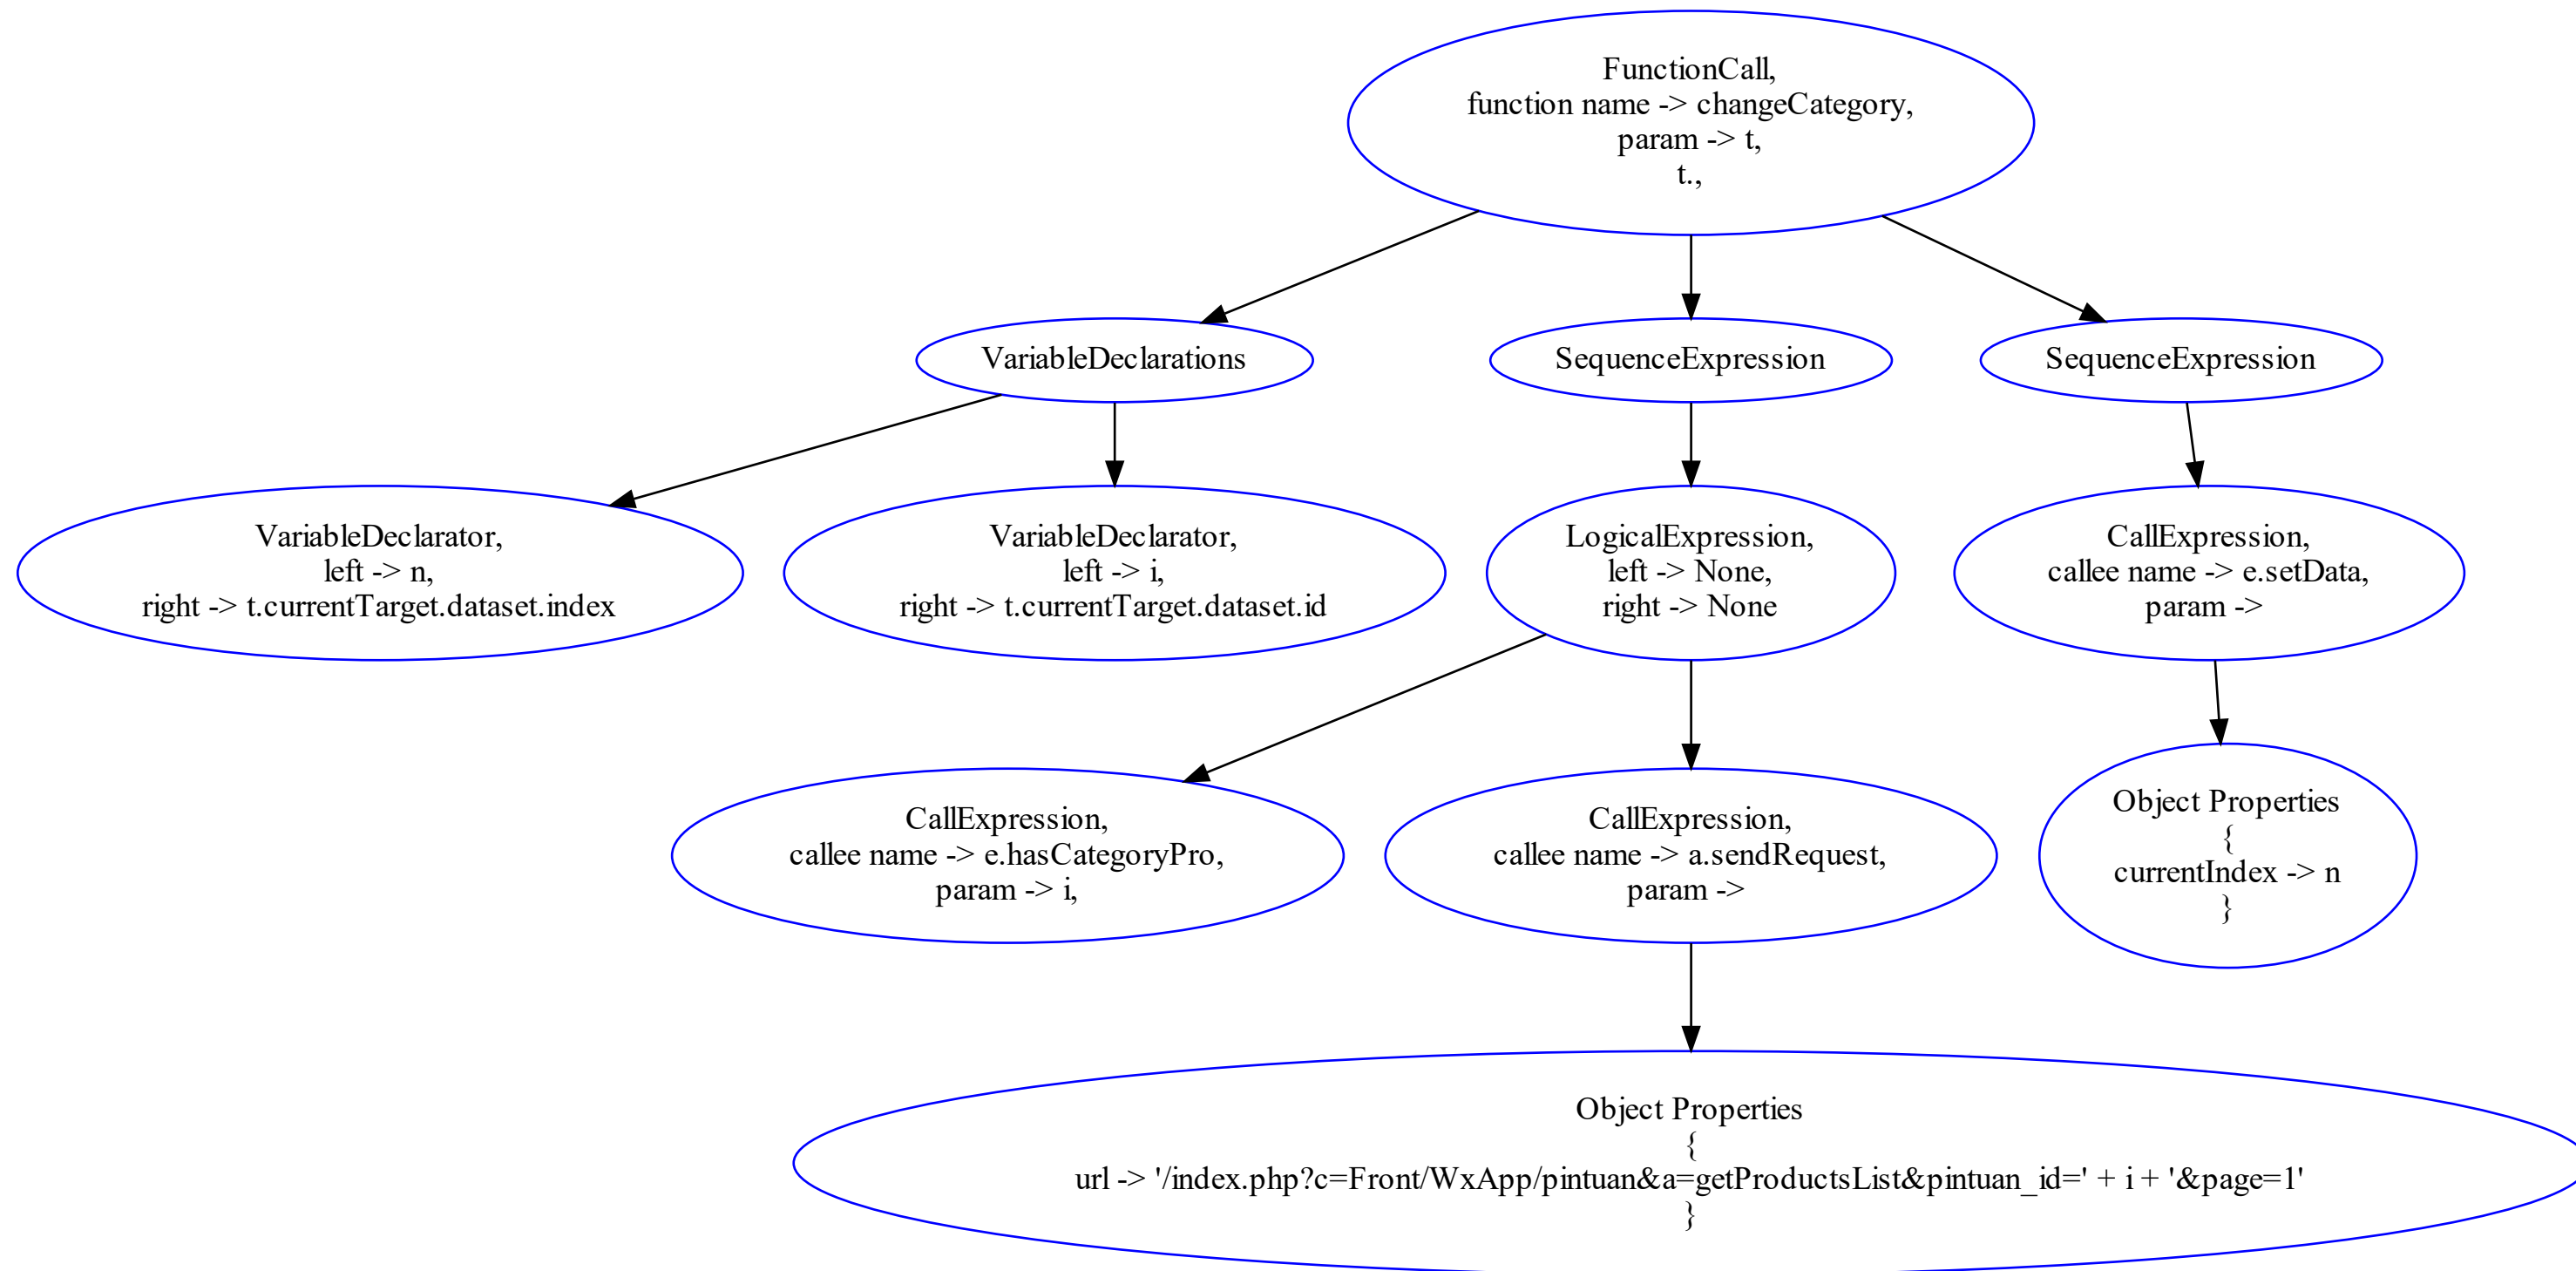 FunctionCall,
function name -> changeCategory,
param -> t,
t.,
VariableDeclarations
SequenceExpression
SequenceExpression
VariableDeclarator,
left -> n,
right -> t.currentTarget.dataset.index
VariableDeclarator,
left -> i,
right -> t.currentTarget.dataset.id
LogicalExpression,
left -> None,
right -> None
CallExpression,
callee name -> e.setData,
param ->
CallExpression,
callee name -> e.hasCategoryPro,
param -> i,
CallExpression,
callee name -> a.sendRequest,
param ->
Object Properties
{
currentIndex -> n
}
Object Properties
{
url -> '/index.php?c=Front/WxApp/pintuan&a=getProductsList&pintuan_id=' + i + '&page=1'
}